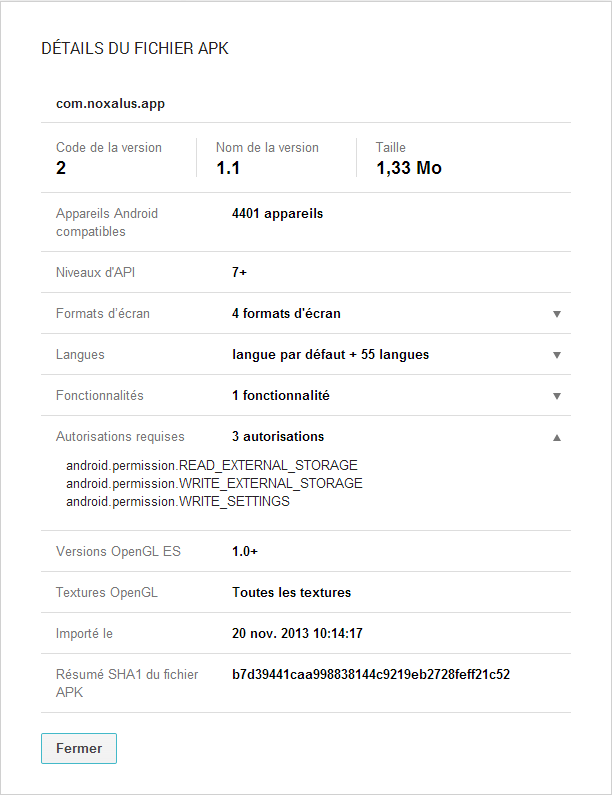 DÉTAILS DU FICHIER APK
com.noxalus.app
Code de la version
2
Nom de la version
1.1
Taille
1,33 Mo
Appareils Android
compatibles
4401 appareils
Niveaux d'API
7+
Formats d'écran
4 formats d'écran
Langues
langue par défaut + 55 langues
Fonctionnalités
1 fonctionnalité
Autorisations requises
3 autorisations
android.permission.READ_EXTERNAL_STORAGE
android.permission.WRITE_EXTERNAL_STORAGE
android.permission.WRITE_SETTINGS
Versions OpenGL ES
1.0+
Textures OpenGL
Toutes les textures
Importé le
20 nov. 2013 10:14:17
Résumé SHA1 du fichier
APK
b7d39441caa998838144c9219eb2728feff21c52
Fermer